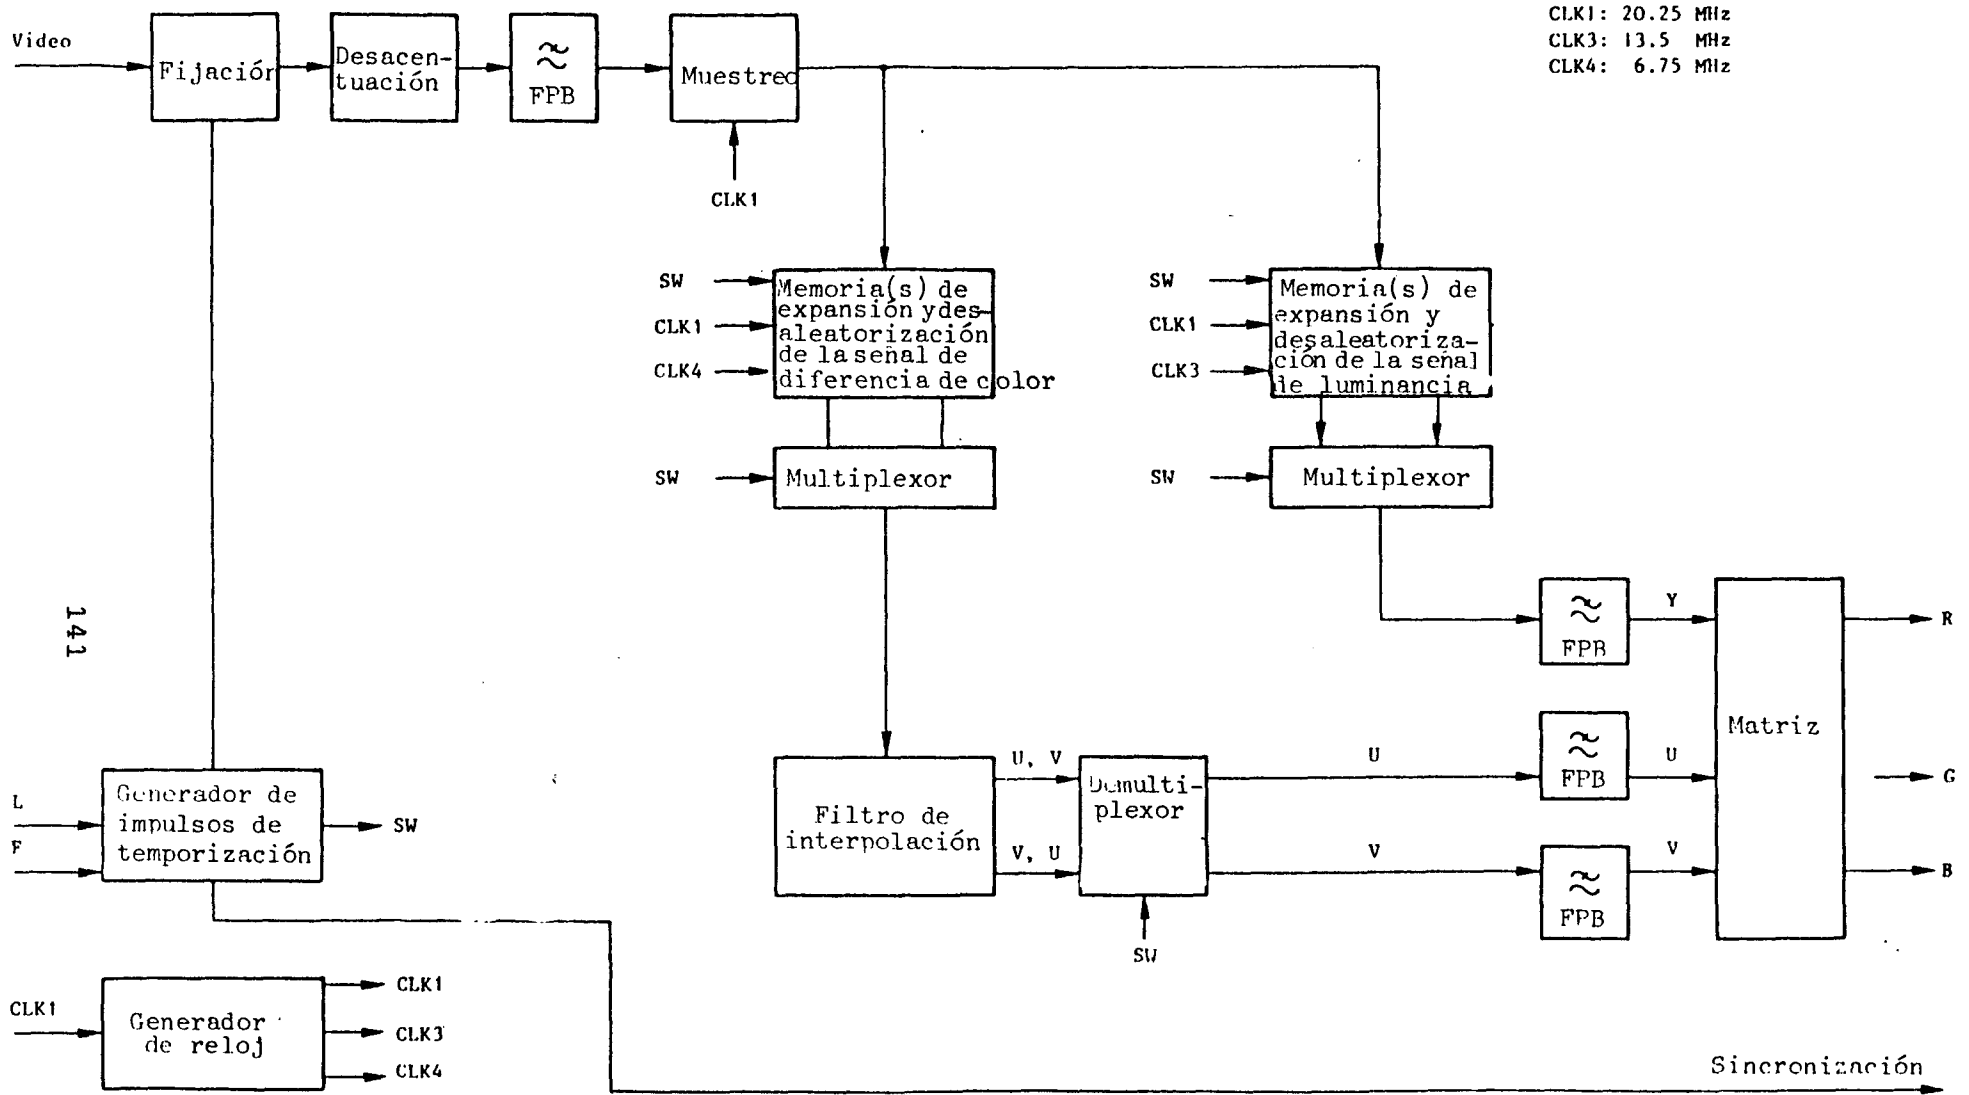 CLK1: 20.25 MHz
CLK3: 13.5 MHz
CLK4: 6.75 MHz
Video
Fijación
Desacen-
tuación
FPB
Muestreo
CLK1
SW
CLK1
CLK4
Memoria(s) de
expansión ydes-
aleatorización
de la señal de
diferencia de color
SW
CLK1
CLK3
Memoria(s) de
expansión y
desaleatoriza-
ción de la señal
de luminancia
SW
Multiplexor
SW
Multiplexor
141
FPB
Y
R
Matriz
U, V
V, U
Filtro de
interpolación
Demulti-
plexor
SW
U
FPB
U
G
V
FPB
V
B
L
F
Generador de
impulsos de
temporización
SW
CLK1
Generador
de reloj
CLK1
CLK3
CLK4
Sincronización